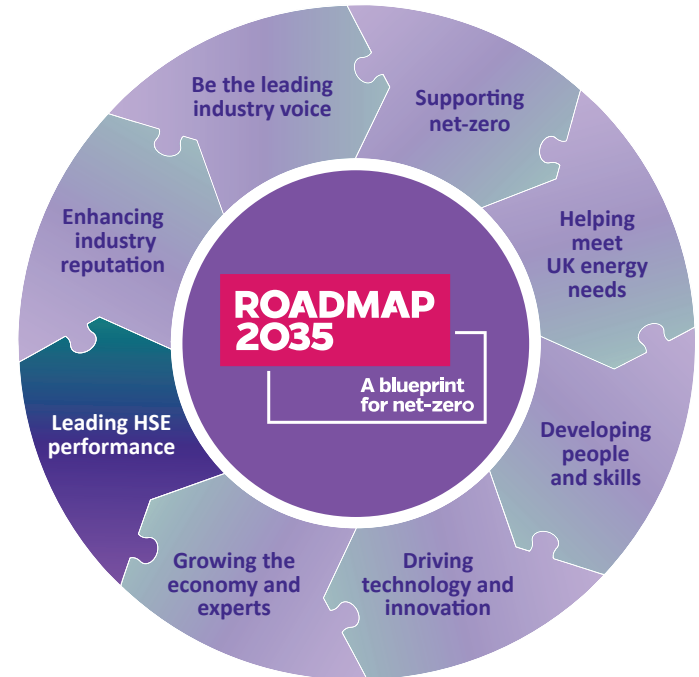 Be the leading
industry voice
Supporting
net-zero
Helping
meet
UK energy
needs
Developing
people
and skills
Driving
technology and
innovation
Growing the
economy and
experts
Leading HSE
performance
Enhancing
industry
reputation
ROADMAP
2035
A blueprint
for net-zero